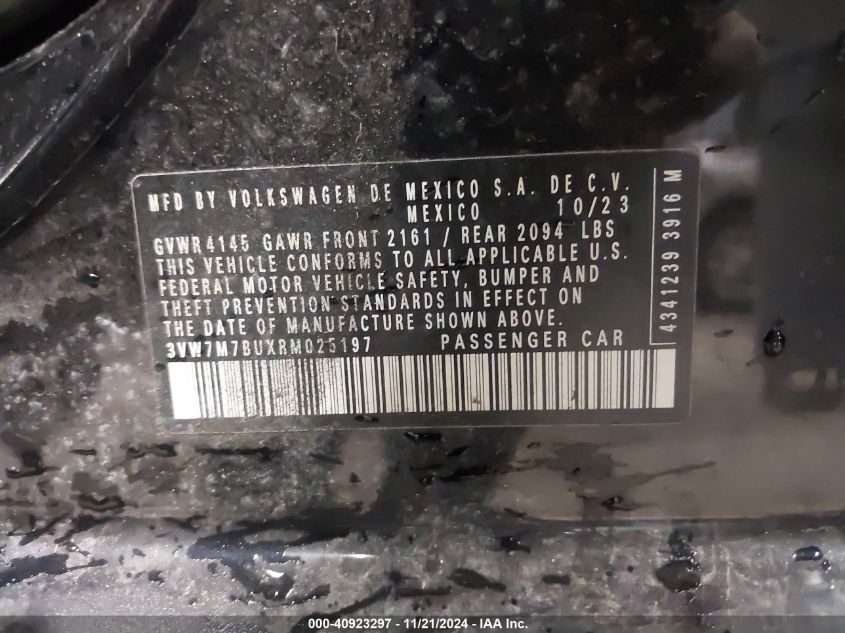 MFD BY VOLKSWAGEN DE MEXICO S.A. DE C.V.
MEXICO 10/23
GVWR 4145 GAWR FRONT 2161 / REAR 2094 LBS
THIS VEHICLE CONFORMS TO ALL APPLICABLE U.S.
FEDERAL MOTOR VEHICLE SAFETY, BUMPER AND
THEFT PREVENTION STANDARDS IN EFFECT ON
THE DATE OF MANUFACTURE SHOWN ABOVE.
3VW7M7BUXRM025197 PASSENGER CAR
4341239 3916 M
000-40923297 - 11/21/2024 - IAA Inc.